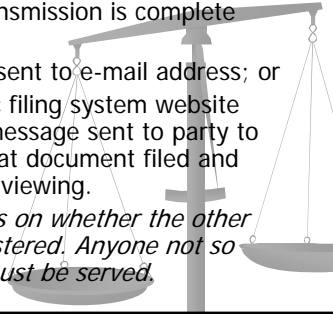 nsmission is complete
sent to e-mail address; or
filing system website
message sent to party to
at document filed and
viewing.
s on whether the other
stered. Anyone not so
ust be served.